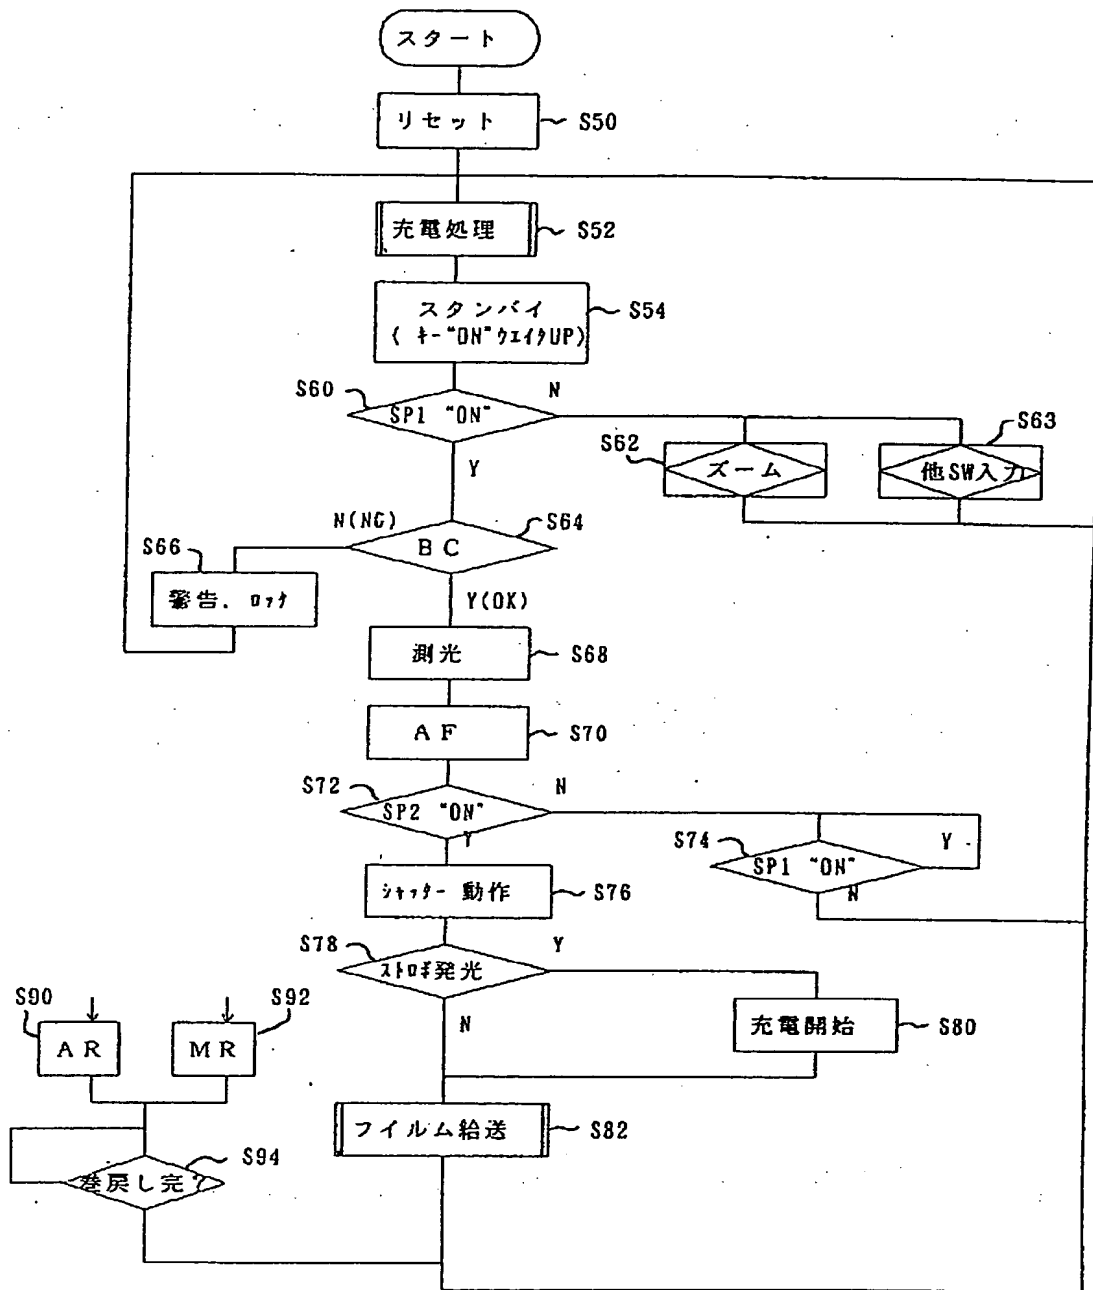 スタート
リセット
S50
充電処理
S52
スタンバイ
( キー"ON"ウエイクUP)
S54
S60
SP1 "ON"
N
Y
S62
ズーム
S63
他SW入力
N(NG)
BC
S64
S66
警告. ロック
Y(OK)
測光
S68
AF
S70
S72
SP2 "ON"
N
Y
S74
SP1 "ON"
Y
N
シャッター 動作
S76
S78
ストロボ発光
Y
N
充電開始
S80
S90
AR
S92
MR
フイルム給送
S82
S94
巻戻し完?